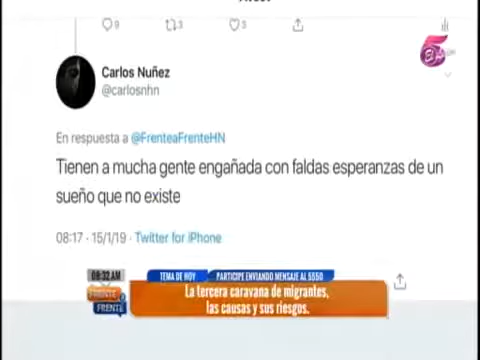 9 3 3
Carlos Nuñez
@carlosnhn
En respuesta a @FrenteaFrenteHN
Tienen a mucha gente engañada con faldas esperanzas de un
sueño que no existe
08:17 · 15/1/19 · Twitter for iPhone
08:32 AM
TEMA DE HOY
PARTICIPE ENVIANDO MENSAJE AL 5550
FRENTE a
FRENTE
La tercera caravana de migrantes,
las causas y sus riesgos.